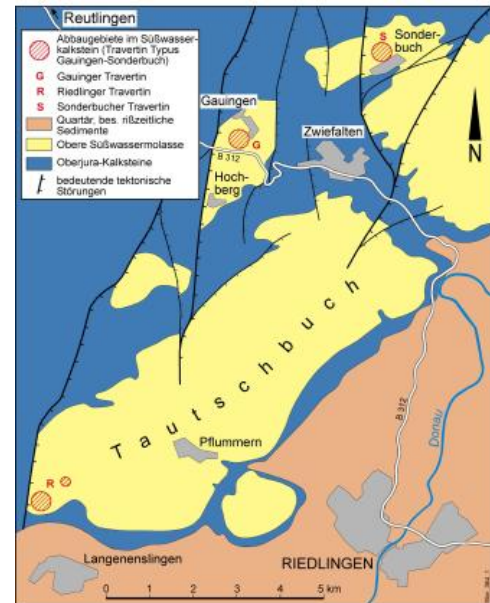 Reutlingen
Abbaugebiete im Süßwasser-
kalkstein (Travertin Typus
Gauingen-Sonderbuch)
G Gauinger Travertin
R Riedlinger Travertin
S Sonderbucher Travertin
Quartär, bes. rißzeitliche
Sedimente
Obere Süßwassermolasse
Oberjura-Kalksteine
bedeutende tektonische
Störungen
S Sonder-
buch
Gauingen
G
B 312
Zwiefalten
N
Hoch-
berg
Tautschbuch
B 312
Donau
Pflummern
R
Langenenslingen
RIEDLINGEN
0 1 2 3 4 5 km